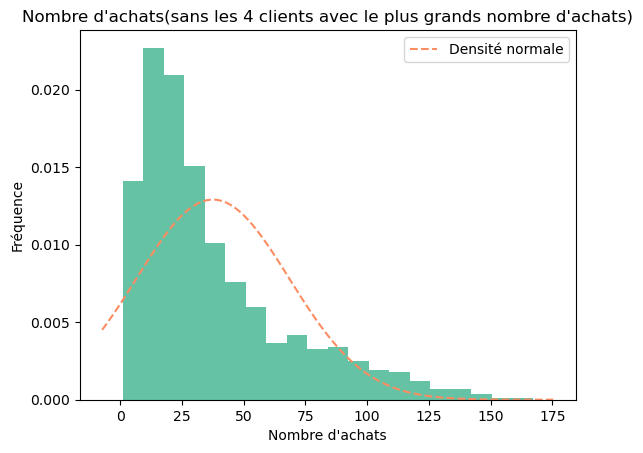 Nombre d'achats(sans les 4 clients avec le plus grands nombre d'achats)
Densité normale
0.020
0.015
0.010
0.005
0.000
Fréquence
0 25 50 75 100 125 150 175
Nombre d'achats